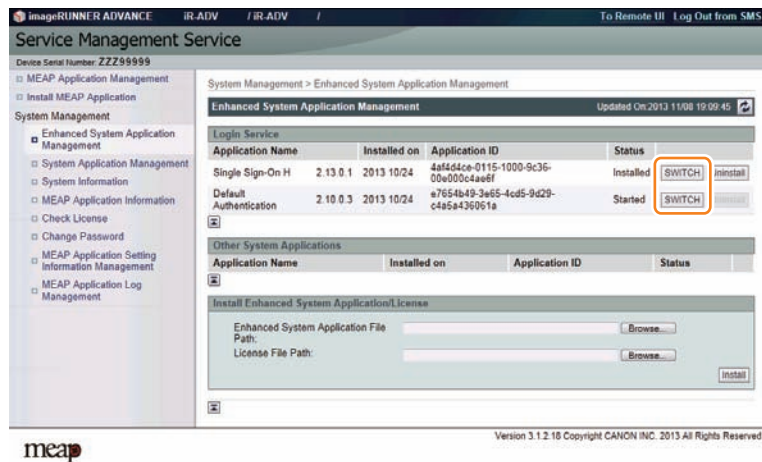 imageRUNNER ADVANCE iR-ADV / iR-ADV / To Remote UI Log Out from SMS
Service Management Service
Device Serial Number: ZZZ99999
MEAP Application Management
Install MEAP Application
System Management
Enhanced System Application
Management
System Application Management
System Information
MEAP Application Information
Check License
Change Password
MEAP Application Setting
Information Management
MEAP Application Log
Management
System Management > Enhanced System Application Management
Enhanced System Application Management Updated On:2013 11/08 19:09:45
Login Service
Application Name Installed on Application ID Status
Single Sign-On H 2.13.0.1 2013 10/24 4af4d4ce-0115-1000-9c36-
00e000c4ae6f Installed SWITCH Uninstall
Default
Authentication 2.10.0.3 2013 10/24 e7654b49-3e65-4cd5-9d29-
c4a5a436061a Started SWITCH
Other System Applications
Application Name Installed on Application ID Status
Install Enhanced System Application/License
Enhanced System Application File
Path: Browse...
License File Path: Browse...
Install
Version 3.1.2.18 Copyright CANON INC. 2013 All Rights Reserved
meap